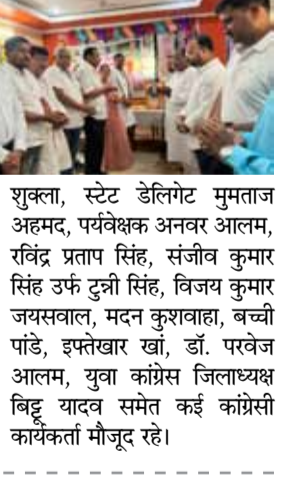 शुक्ला, स्टेट डेलिगेट मुमताज
अहमद, पर्यवेक्षक अनवर आलम,
रविंद्र प्रताप सिंह, संजीव कुमार
सिंह उर्फ टुन्नी सिंह, विजय कुमार
जयसवाल, मदन कुशवाहा, बच्ची
पांडे, इफ्तेखार खां, डॉ. परवेज
आलम, युवा कांग्रेस जिलाध्यक्ष
बिट्टू यादव समेत कई कांग्रेसी
कार्यकर्ता मौजूद रहे।